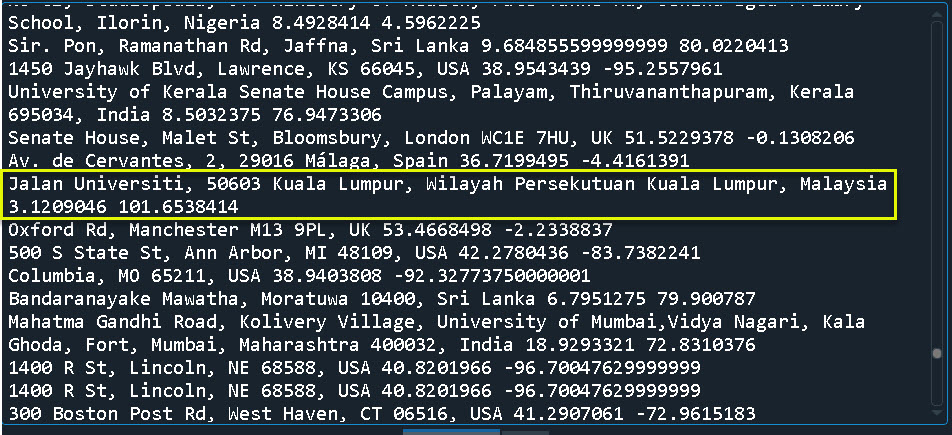 School, Ilorin, Nigeria 8.4928414 4.5962225
Sir. Pon, Ramanathan Rd, Jaffna, Sri Lanka 9.684855599999999 80.0220413
1450 Jayhawk Blvd, Lawrence, KS 66045, USA 38.9543439 -95.2557961
University of Kerala Senate House Campus, Palayam, Thiruvananthapuram, Kerala
695034, India 8.5032375 76.9473306
Senate House, Malet St, Bloomsbury, London WC1E 7HU, UK 51.5229378 -0.1308206
Av. de Cervantes, 2, 29016 Málaga, Spain 36.7199495 -4.4161391
Jalan Universiti, 50603 Kuala Lumpur, Wilayah Persekutuan Kuala Lumpur, Malaysia
3.1209046 101.6538414
Oxford Rd, Manchester M13 9PL, UK 53.4668498 -2.2338837
500 S State St, Ann Arbor, MI 48109, USA 42.2780436 -83.7382241
Columbia, MO 65211, USA 38.9403808 -92.32773750000001
Bandaranayake Mawatha, Moratuwa 10400, Sri Lanka 6.7951275 79.900787
Mahatma Gandhi Road, Kolivery Village, University of Mumbai,Vidya Nagari, Kala
Ghoda, Fort, Mumbai, Maharashtra 400032, India 18.9293321 72.8310376
1400 R St, Lincoln, NE 68588, USA 40.8201966 -96.70047629999999
1400 R St, Lincoln, NE 68588, USA 40.8201966 -96.70047629999999
300 Boston Post Rd, West Haven, CT 06516, USA 41.2907061 -72.9615183